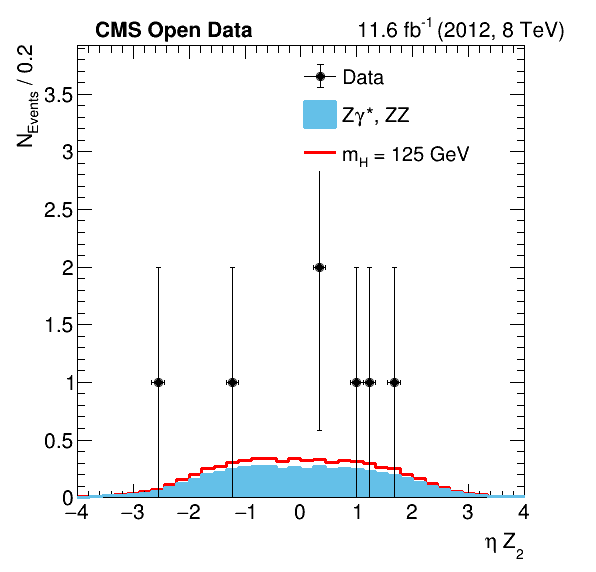 CMS Open Data 11.6 fb⁻¹ (2012, 8 TeV)
N_Events / 0.2
Data
Zγ*, ZZ
m_H = 125 GeV
3.5
3
2.5
2
1.5
1
0.5
0
−4 −3 −2 −1 0 1 2 3 4
η Z₂